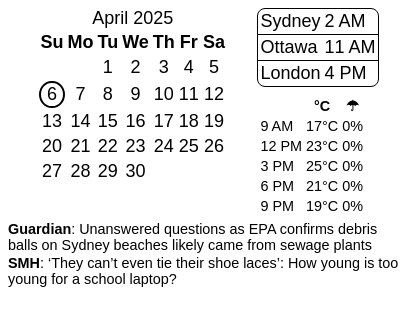 April 2025
Su Mo Tu We Th Fr Sa
1 2 3 4 5
6 7 8 9 10 11 12
13 14 15 16 17 18 19
20 21 22 23 24 25 26
27 28 29 30
Sydney 2 AM
Ottawa 11 AM
London 4 PM
°C ☂
9 AM 17°C 0%
12 PM 23°C 0%
3 PM 25°C 0%
6 PM 21°C 0%
9 PM 19°C 0%
Guardian: Unanswered questions as EPA confirms debris
balls on Sydney beaches likely came from sewage plants
SMH: ‘They can’t even tie their shoe laces’: How young is too
young for a school laptop?